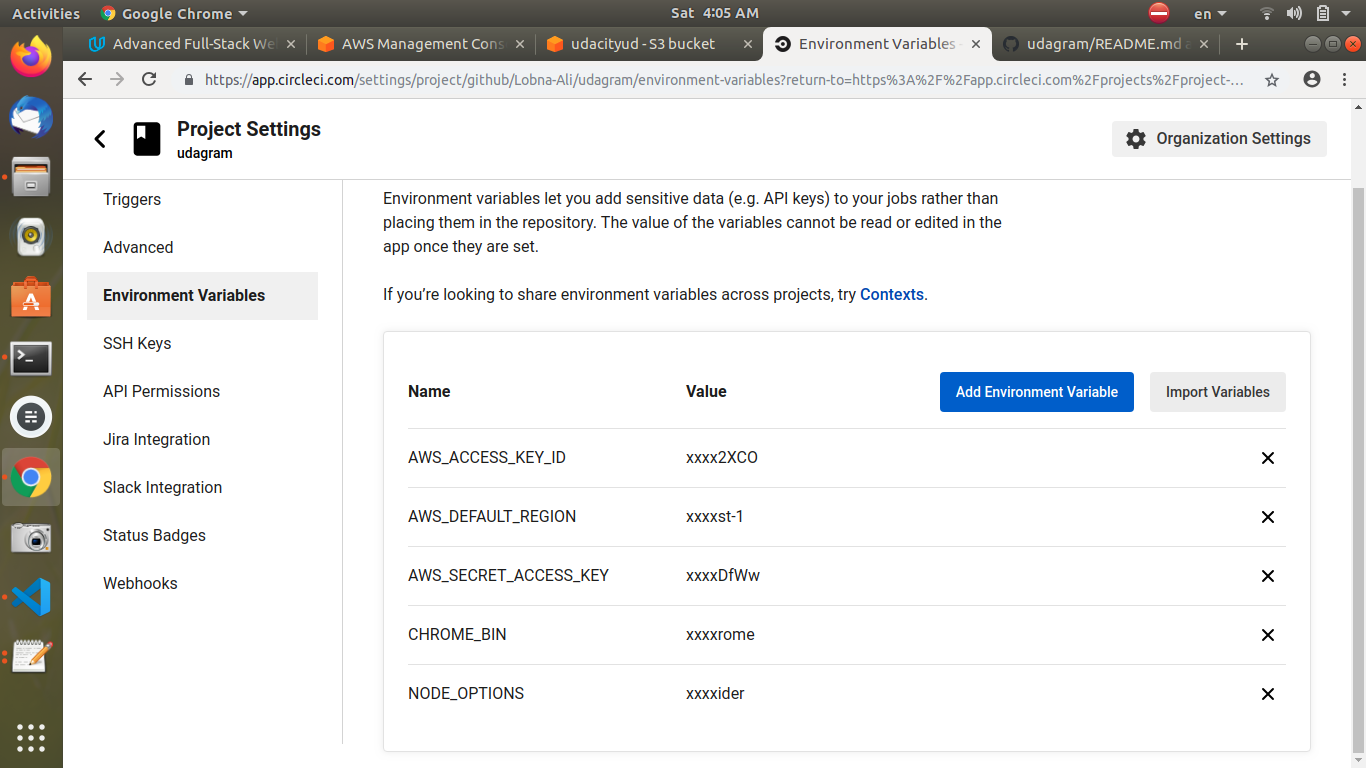 Activities
Google Chrome
Sat 4:05 AM
en
Advanced Full-Stack We
AWS Management Cons
udacityud - S3 bucket
Environment Variables -
udagram/README.md a
https://app.circleci.com/settings/project/github/Lobna-Ali/udagram/environment-variables?return-to=https%3A%2F%2Fapp.circleci.com%2Fprojects%2Fproject-...
Project Settings
udagram
Organization Settings
Triggers
Advanced
Environment Variables
SSH Keys
API Permissions
Jira Integration
Slack Integration
Status Badges
Webhooks
Environment variables let you add sensitive data (e.g. API keys) to your jobs rather than
placing them in the repository. The value of the variables cannot be read or edited in the
app once they are set.
If you’re looking to share environment variables across projects, try Contexts.
Name Value Add Environment Variable Import Variables
AWS_ACCESS_KEY_ID xxxx2XCO
AWS_DEFAULT_REGION xxxxst-1
AWS_SECRET_ACCESS_KEY xxxxDfWw
CHROME_BIN xxxxrome
NODE_OPTIONS xxxxider